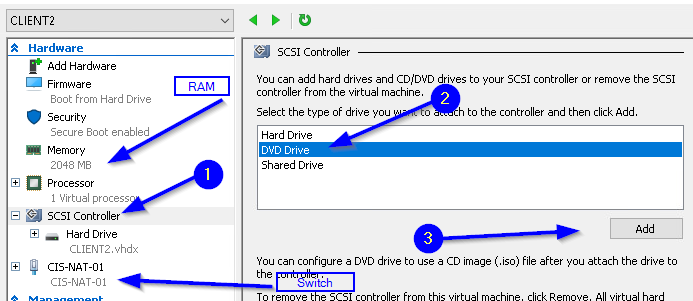 CLIENT2
Hardware
Add Hardware
Firmware
Boot from Hard Drive
RAM
Security
Secure Boot enabled
Memory
2048 MB
Processor
1 Virtual processor
1
SCSI Controller
Hard Drive
CLIENT2.vhdx
CIS-NAT-01
CIS-NAT-01
Management
SCSI Controller
You can add hard drives and CD/DVD drives to your SCSI controller or remove the SCSI
controller from the virtual machine.
2
Select the type of drive you want to attach to the controller and then click Add.
Hard Drive
DVD Drive
Shared Drive
3
Add
You can configure a DVD drive to use a CD image (.iso) file after you attach the drive to
the controller.
Switch
To remove the SCSI controller from this virtual machine, click Remove. All virtual hard